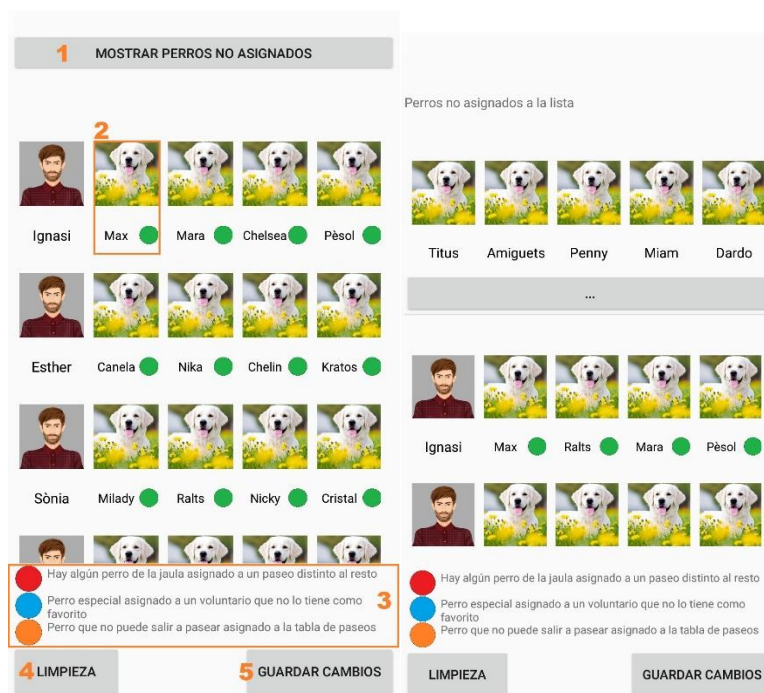 1 MOSTRAR PERROS NO ASIGNADOS
2
Ignasi Max Mara Chelsea Pèsol
Esther Canela Nika Chelin Kratos
Sònia Milady Ralts Nicky Cristal
Hay algún perro de la jaula asignado a un paseo distinto al resto
3
Perro especial asignado a un voluntario que no lo tiene como
favorito
Perro que no puede salir a pasear asignado a la tabla de paseos
4 LIMPIEZA 5 GUARDAR CAMBIOS
Perros no asignados a la lista
Titus Amiguets Penny Miam Dardo
...
Ignasi Max Ralts Mara Pèsol
Hay algún perro de la jaula asignado a un paseo distinto al resto
Perro especial asignado a un voluntario que no lo tiene como
favorito
Perro que no puede salir a pasear asignado a la tabla de paseos
LIMPIEZA GUARDAR CAMBIOS